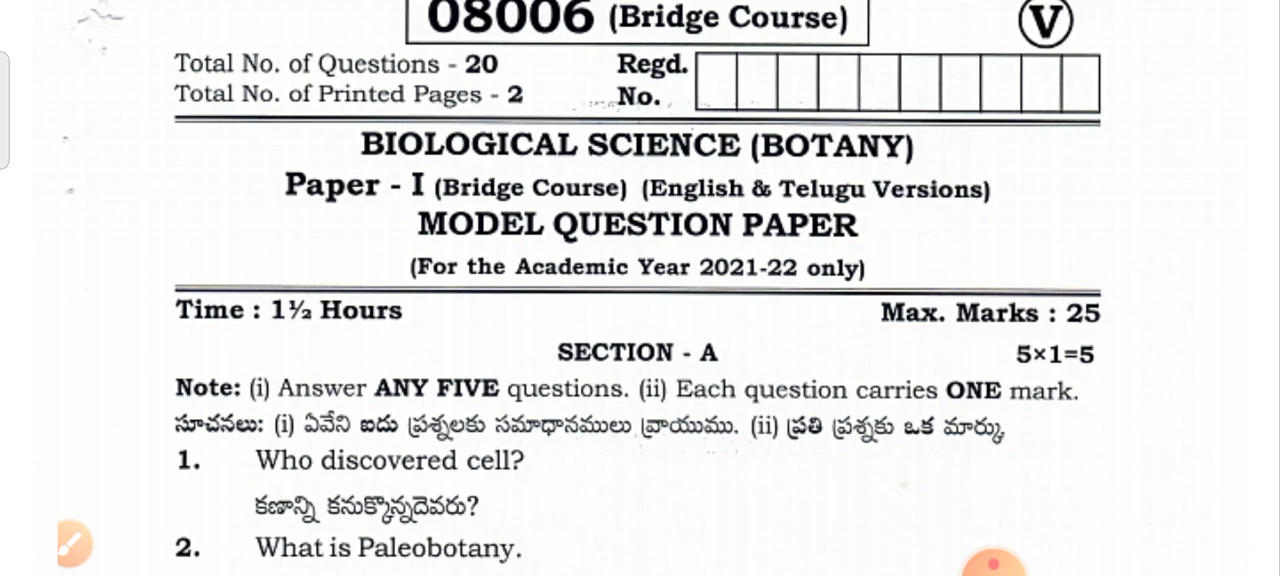 08006 (Bridge Course)
V
Total No. of Questions - 20
Regd.
Total No. of Printed Pages - 2
No.
BIOLOGICAL SCIENCE (BOTANY)
Paper - I (Bridge Course) (English & Telugu Versions)
MODEL QUESTION PAPER
(For the Academic Year 2021-22 only)
Time : 1½ Hours
Max. Marks : 25
SECTION - A
5×1=5
Note: (i) Answer ANY FIVE questions. (ii) Each question carries ONE mark.
సూచనలు: (i) ఏవేని ఐదు ప్రశ్నలకు సమాధానములు వ్రాయుము. (ii) ప్రతి ప్రశ్నకు ఒక మార్కు
1. Who discovered cell?
కణాన్ని కనుక్కొన్నదెవరు?
2. What is Paleobotany.